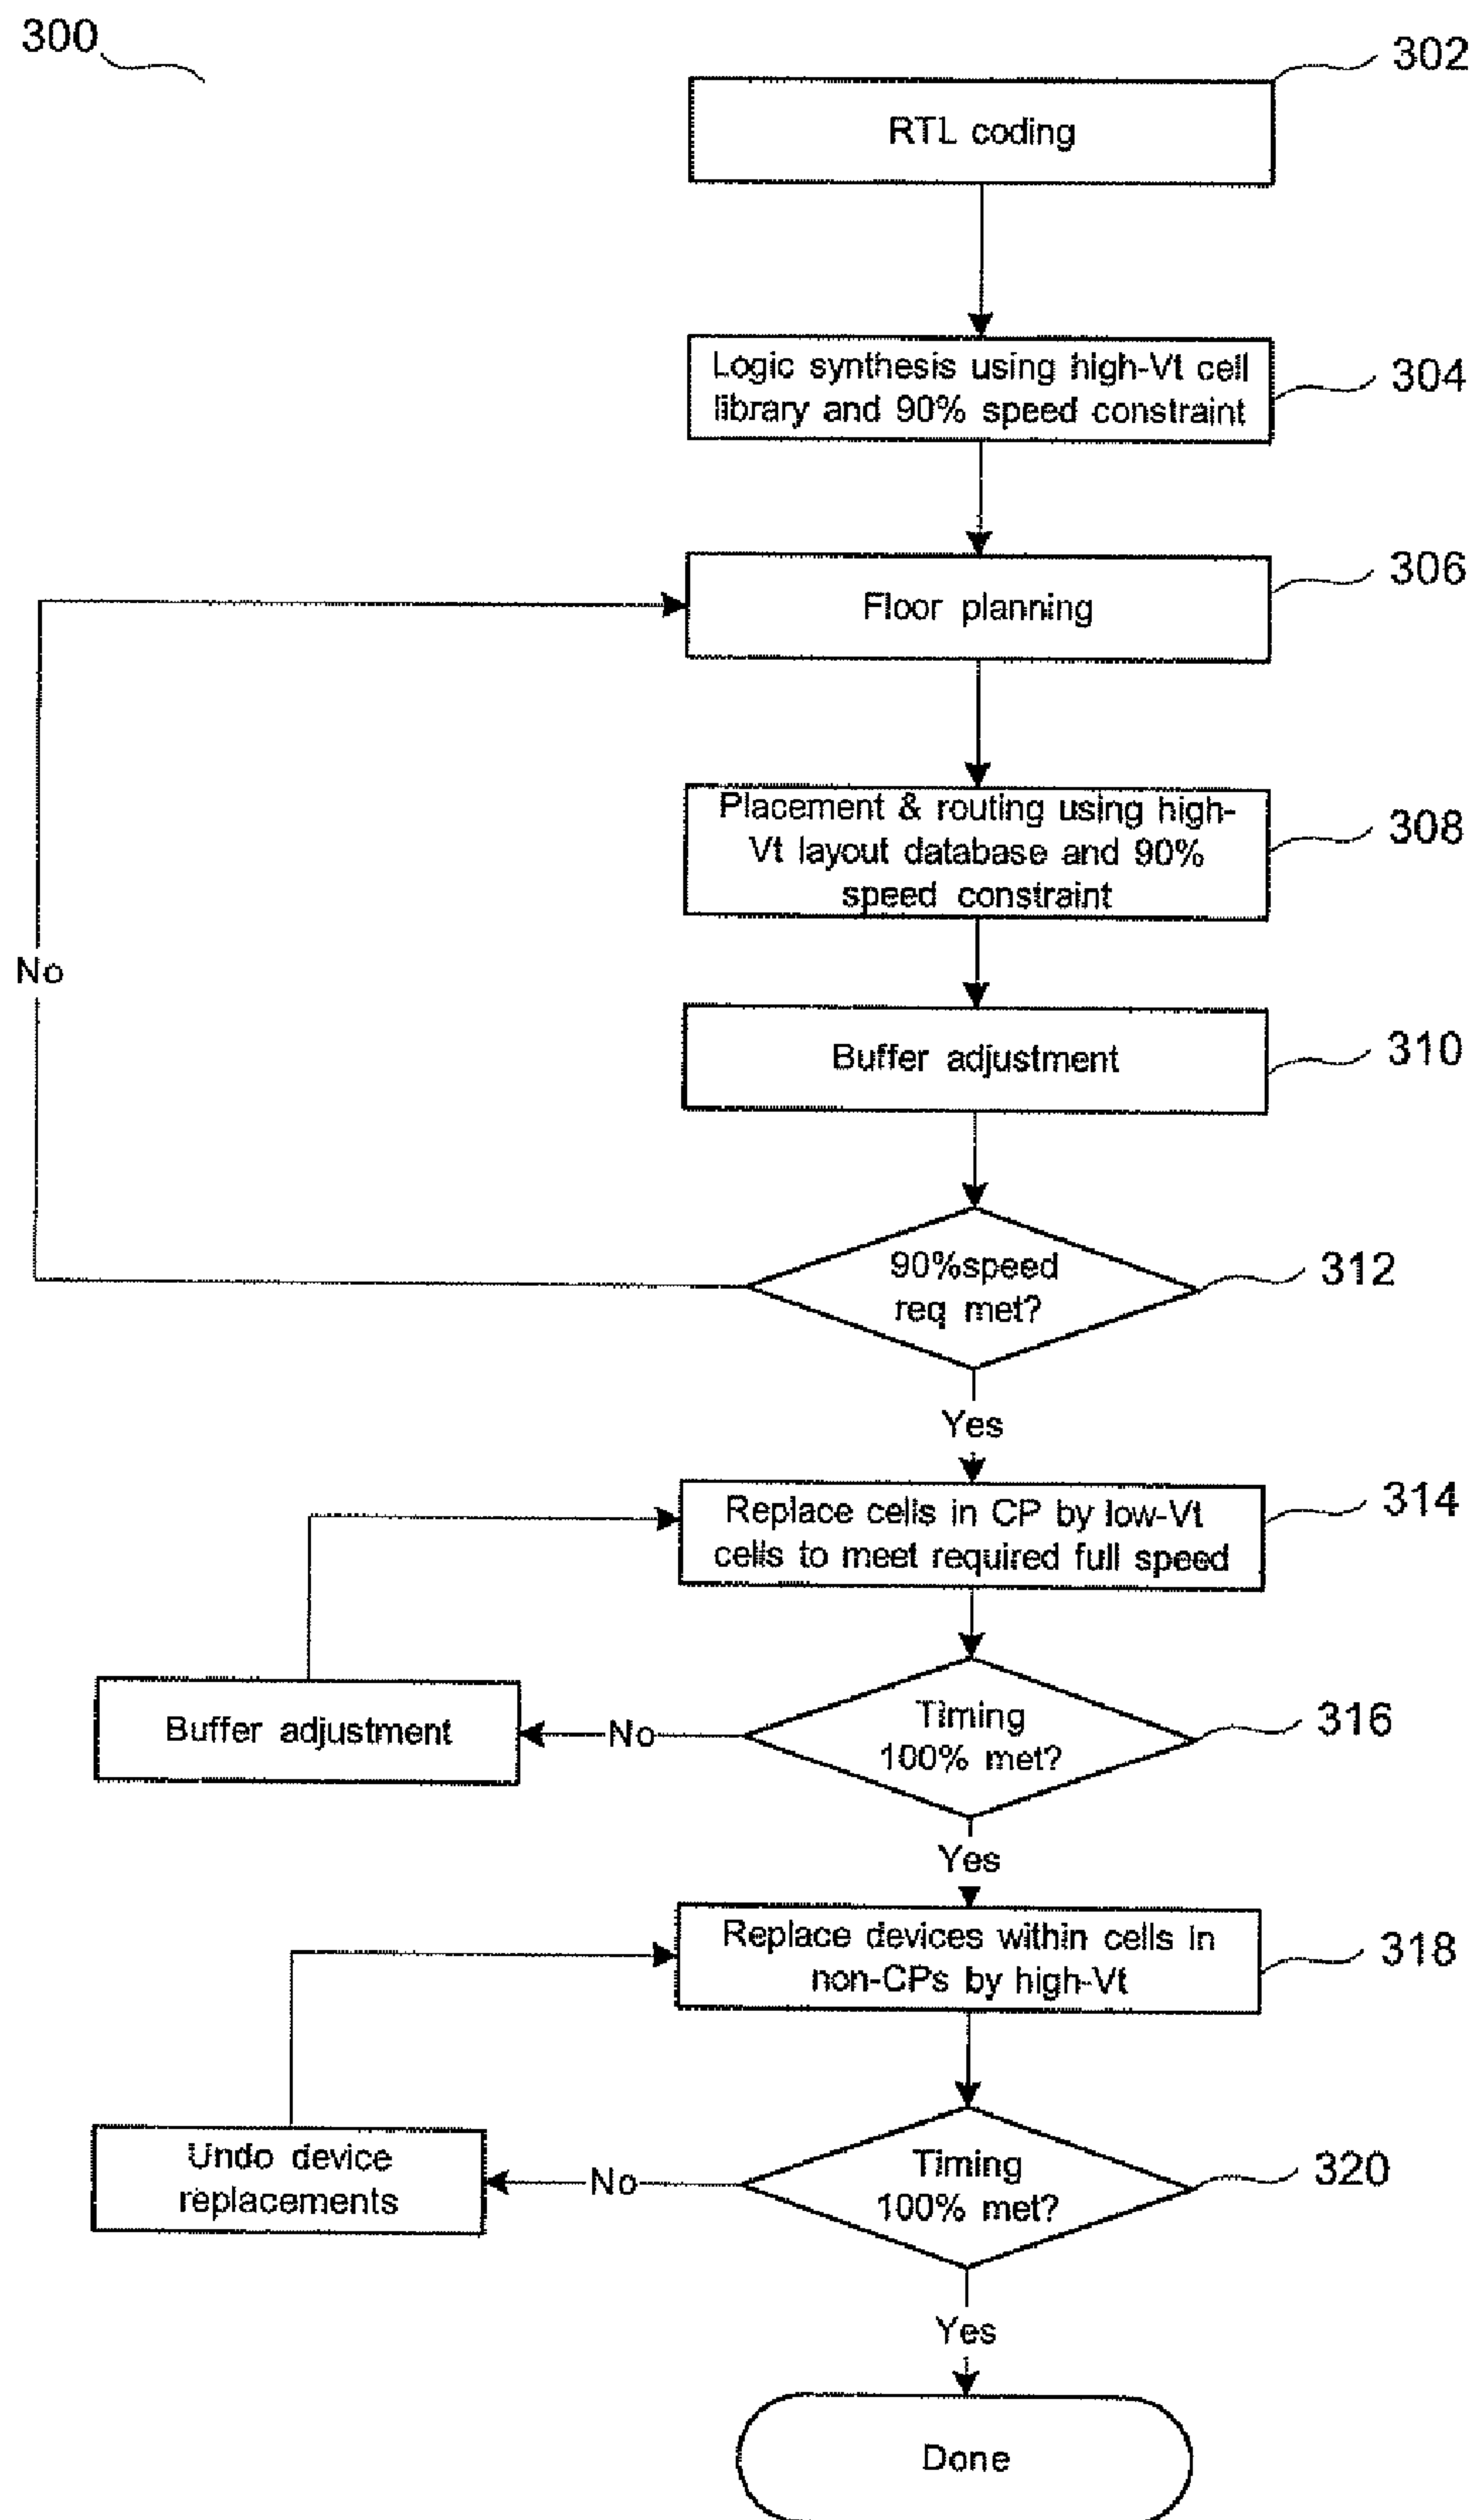 300
302
RTL coding
Logic synthesis using high-Vt cell
library and 90% speed constraint
304
306
Floor planning
Placement & routing using high-
Vt layout database and 90%
speed constraint
308
No
Buffer adjustment
310
90%speed
req met?
312
Yes
Replace cells in CP by low-Vt
cells to meet required full speed
314
Buffer adjustment
No
Timing
100% met?
316
Yes
Replace devices within cells in
non-CPs by high-Vt
318
Undo device
replacements
No
Timing
100% met?
320
Yes
Done